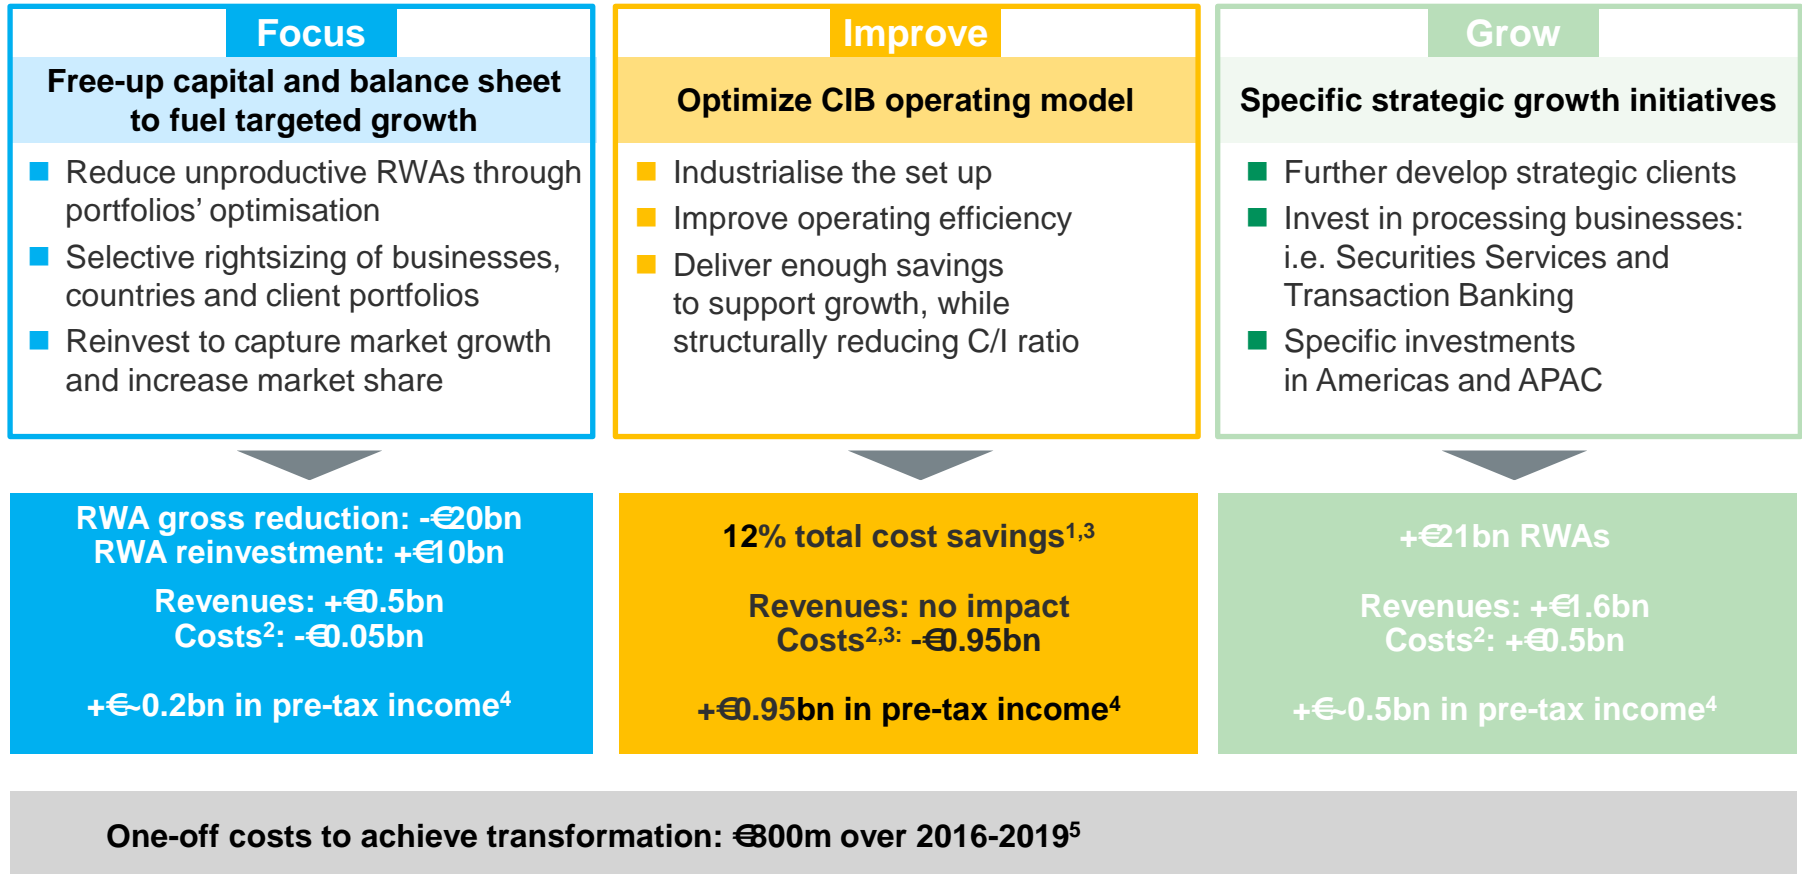 Focus
Free-up capital and balance sheet
to fuel targeted growth
■ Reduce unproductive RWAs through
portfolios’ optimisation
■ Selective rightsizing of businesses,
countries and client portfolios
■ Reinvest to capture market growth
and increase market share
RWA gross reduction: -€20bn
RWA reinvestment: +€10bn
Revenues: +€0.5bn
Costs²: -€0.05bn
+€~0.2bn in pre-tax income⁴
Improve
Optimize CIB operating model
■ Industrialise the set up
■ Improve operating efficiency
■ Deliver enough savings
to support growth, while
structurally reducing C/I ratio
12% total cost savings¹,³
Revenues: no impact
Costs²,³: -€0.95bn
+€0.95bn in pre-tax income⁴
Grow
Specific strategic growth initiatives
■ Further develop strategic clients
■ Invest in processing businesses:
i.e. Securities Services and
Transaction Banking
■ Specific investments
in Americas and APAC
+€21bn RWAs
Revenues: +€1.6bn
Costs²: +€0.5bn
+€~0.5bn in pre-tax income⁴
One-off costs to achieve transformation: €800m over 2016-2019⁵